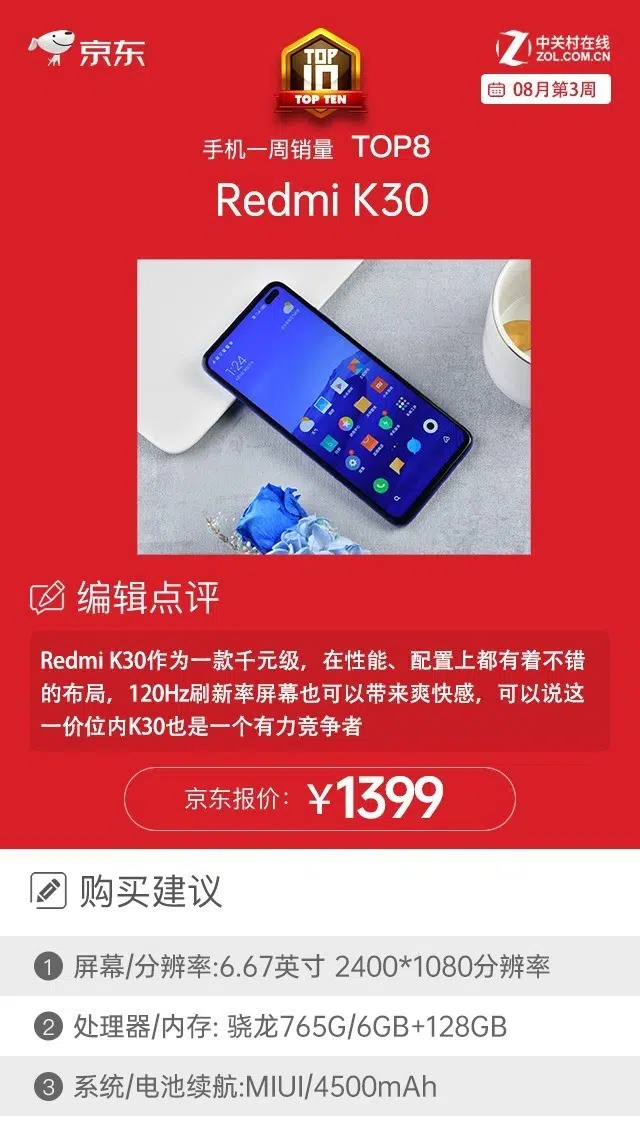 京东
TOP
10
TOP TEN
中关村在线
ZOL.COM.CN
08月第3周
手机一周销量 TOP8
Redmi K30
1:24
编辑点评
Redmi K30作为一款千元级，在性能、配置上都有着不错
的布局，120Hz刷新率屏幕也可以带来爽快感，可以说这
一价位内K30也是一个有力竞争者
京东报价：￥1399
购买建议
1 屏幕/分辨率:6.67英寸 2400*1080分辨率
2 处理器/内存: 骁龙765G/6GB+128GB
3 系统/电池续航:MIUI/4500mAh